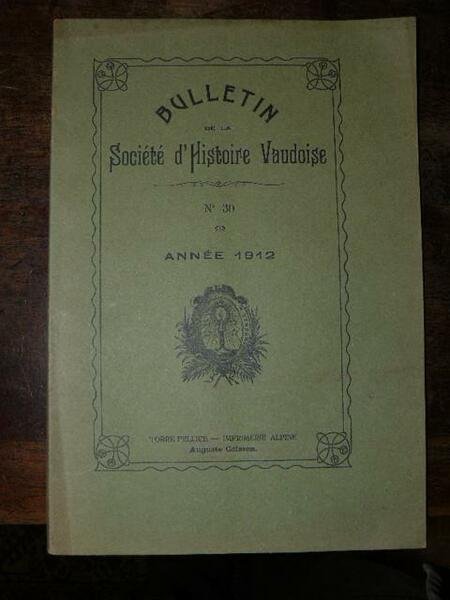 BULLETIN
DE LA
Société d'Histoire Vaudoise
N° 30
ANNÉE 1912
TORRE PELLICE — IMPRIMERIE ALPINE
Auguste Coïsson.